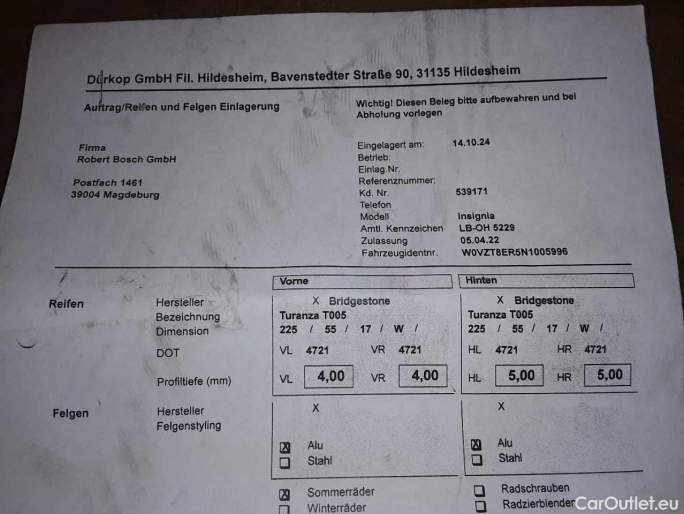 Dürkop GmbH Fil. Hildesheim, Bavenstedter Straße 90, 31135 Hildesheim
Auftrag/Reifen und Felgen Einlagerung
Wichtig! Diesen Beleg bitte aufbewahren und bei
Abholung vorlegen
Firma
Robert Bosch GmbH
Postfach 1461
39004 Magdeburg
Eingelagert am: 14.10.24
Betrieb:
Einlag.Nr.
Referenznummer:
Kd. Nr. 539171
Telefon
Modell Insignia
Amtl. Kennzeichen LB-OH 5229
Zulassung 05.04.22
Fahrzeugidentnr. W0VZT8ER5N1005996
Vorne Hinten
Reifen Hersteller X Bridgestone X Bridgestone
Bezeichnung Turanza T005 Turanza T005
Dimension 225 / 55 / 17 / W / 225 / 55 / 17 / W /
DOT VL 4721 VR 4721 HL 4721 HR 4721
Profiltiefe (mm) VL 4,00 VR 4,00 HL 5,00 HR 5,00
Felgen Hersteller X X
Felgenstyling
X Alu X Alu
Stahl Stahl
X Sommerräder Radschrauben
Winterräder Radzierblenden
CarOutlet.eu